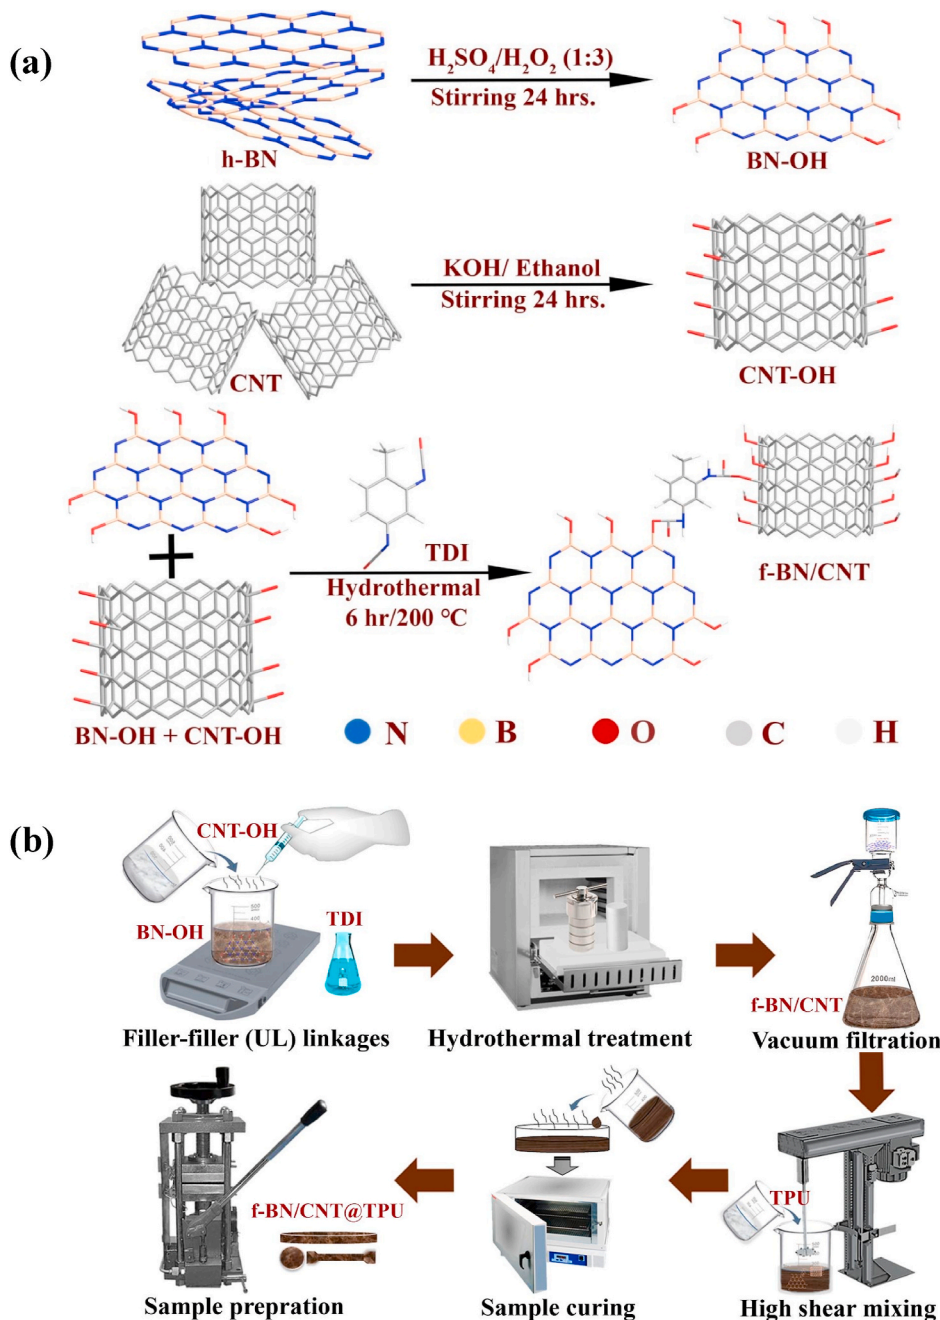 (a)
H₂SO₄/H₂O₂ (1:3)
Stirring 24 hrs.
h-BN
BN-OH
KOH/ Ethanol
Stirring 24 hrs.
CNT
CNT-OH
TDI
Hydrothermal
6 hr/200 °C
f-BN/CNT
BN-OH + CNT-OH
N
B
O
C
H
(b)
CNT-OH
BN-OH
TDI
Filler-filler (UL) linkages
Hydrothermal treatment
2000ml
f-BN/CNT
Vacuum filtration
f-BN/CNT@TPU
Sample prepration
Sample curing
TPU
High shear mixing